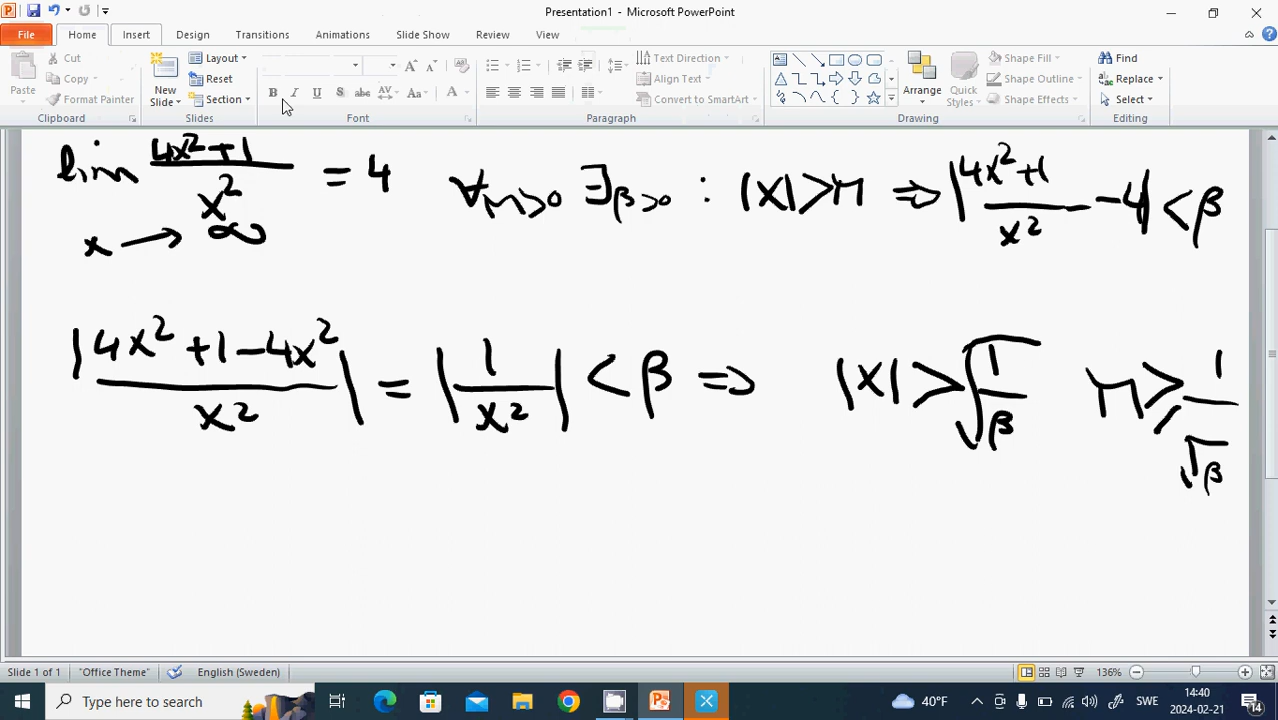 Presentation1 - Microsoft PowerPoint
File Home Insert Design Transitions Animations Slide Show Review View
Paste Cut Copy Format Painter Clipboard
New Slide Layout Reset Section Slides
B I U S abc AV Aa A Font
Text Direction Align Text Convert to SmartArt Paragraph
Arrange Quick Styles Shape Fill Shape Outline Shape Effects Drawing
Find Replace Select Editing
lim x→∞ (4x²+1)/x² = 4 ∀M>0 ∃β>0 : |x|>M ⇒ |(4x²+1)/x² − 4| < β
|(4x²+1−4x²)/x²| = |1/x²| < β ⇒ |x| > √(1/β) M ≥ 1/√β
Slide 1 of 1 "Office Theme" English (Sweden) 136%
Type here to search 40°F SWE 14:40 2024-02-21 14